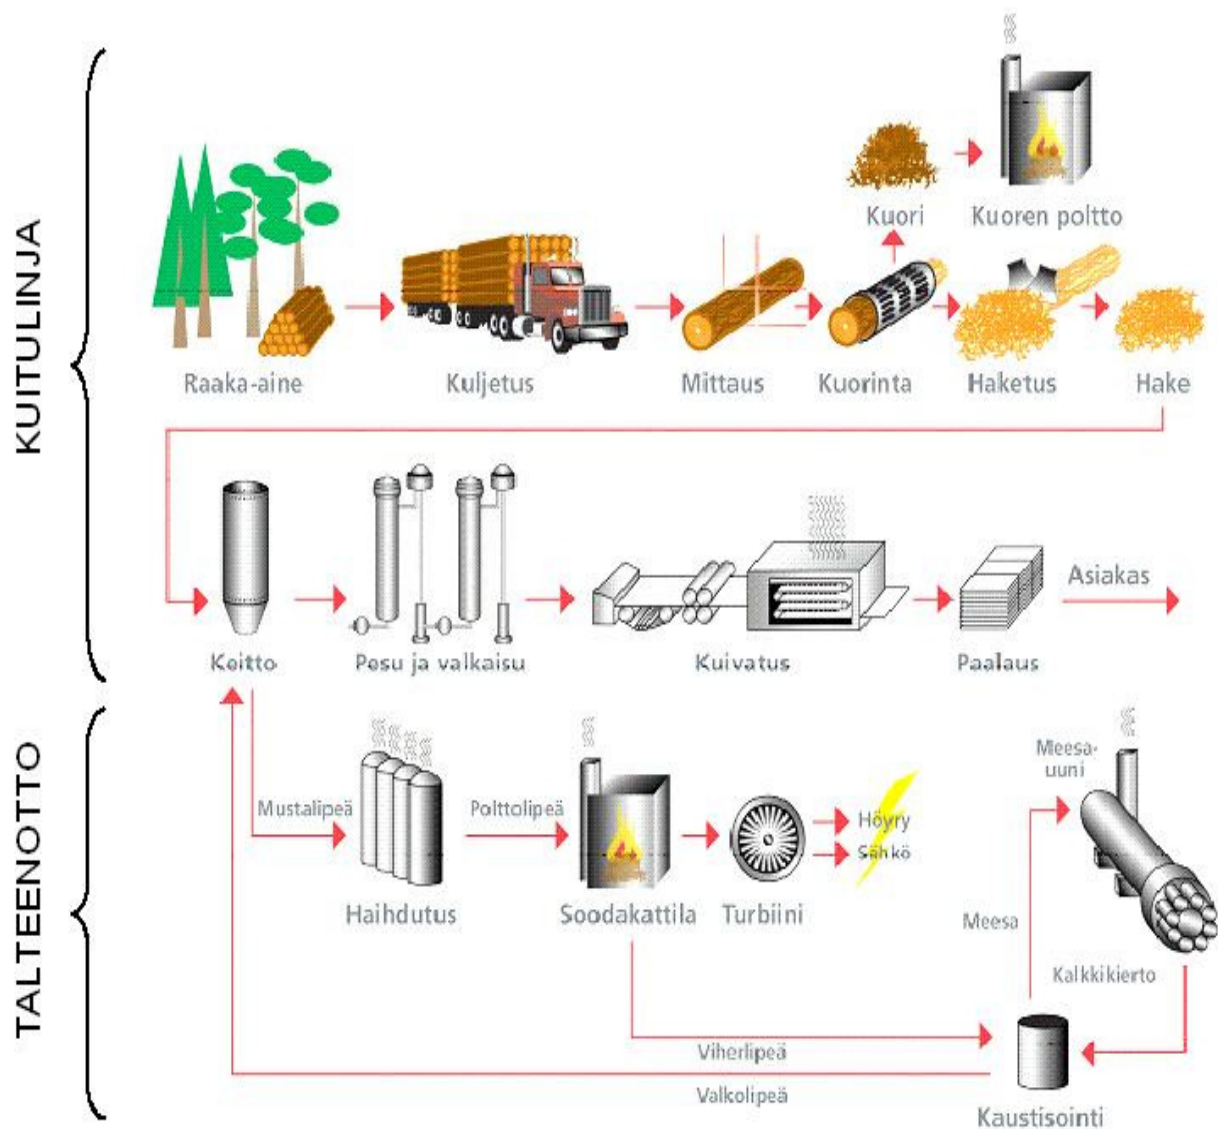 KUITULINJA
Kuori
Kuoren poltto
Raaka-aine
Kuljetus
Mittaus
Kuorinta
Haketus
Hake
Keitto
Pesu ja valkaisu
Kuivatus
Paalaus
Asiakas
TALTEENOTTO
Mustalipeä
Haihdutus
Polttolipeä
Soodakattila
Turbiini
Höyry
Sähkö
Meesa-
uuni
Meesa
Kalkkikierto
Viherlipeä
Valkolipeä
Kaustisointi